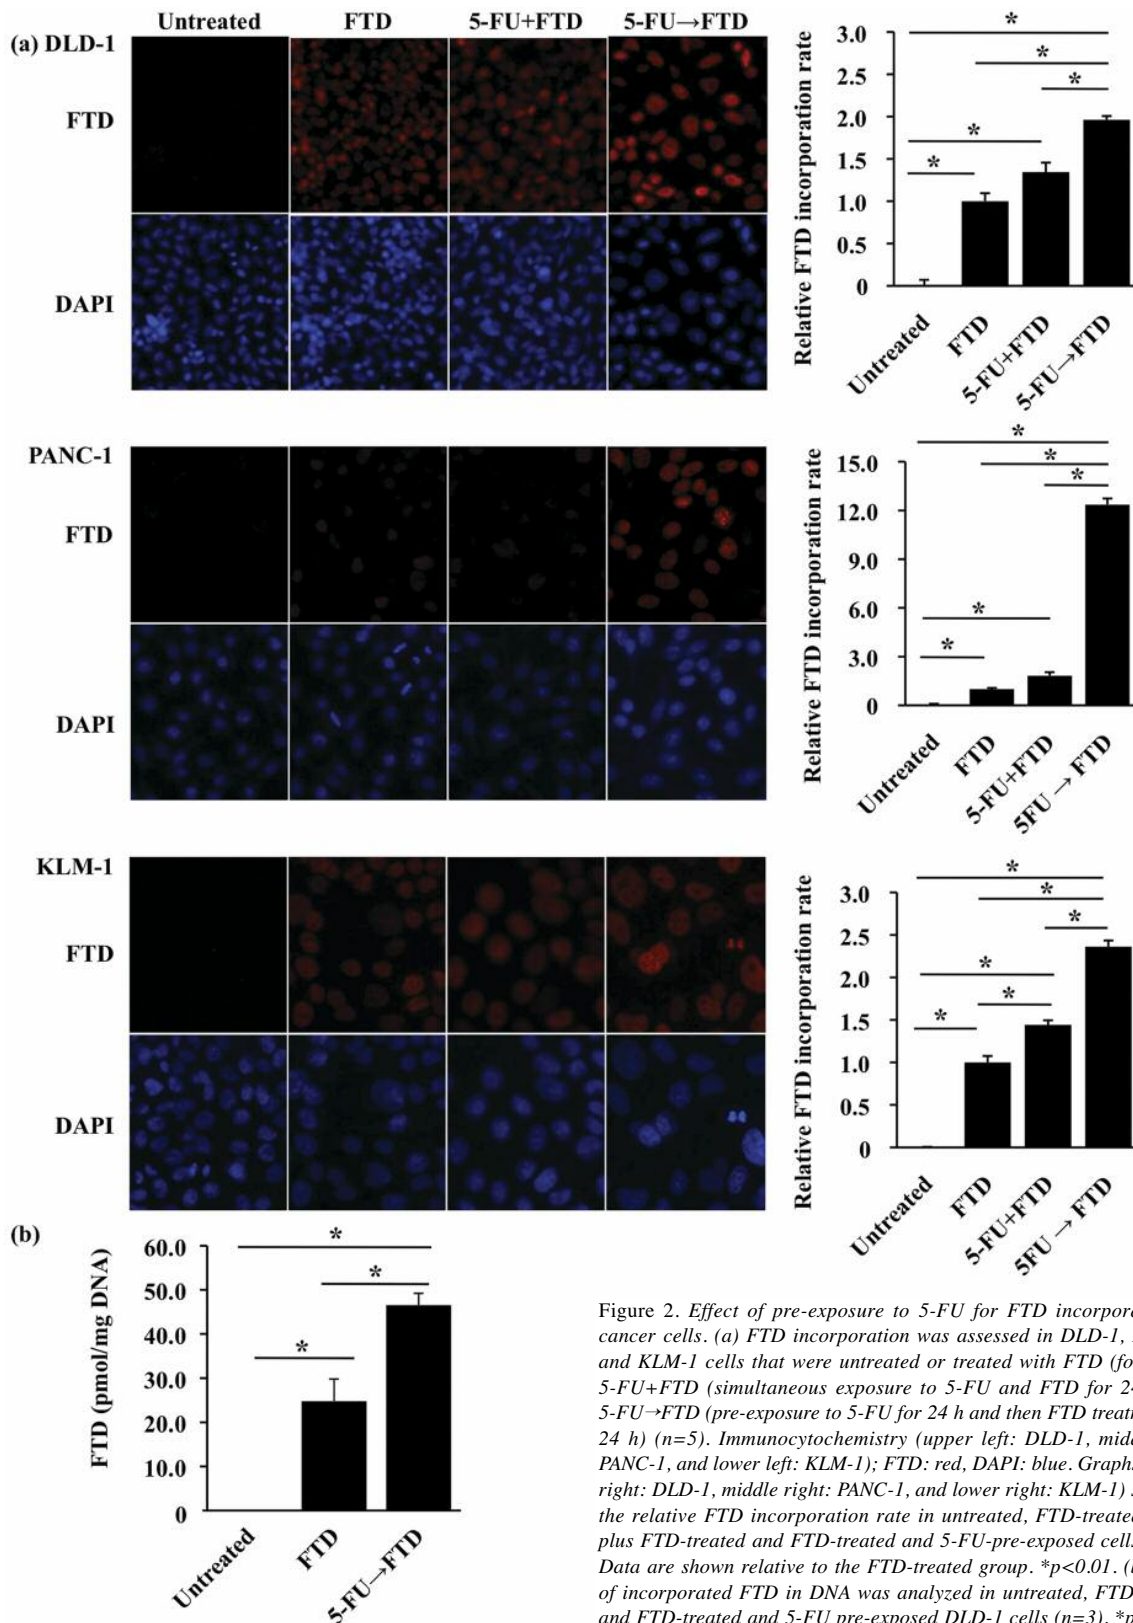 Untreated FTD 5-FU+FTD 5-FU→FTD
(a) DLD-1
FTD
DAPI
Relative FTD incorporation rate
3.0
2.5
2.0
1.5
1.0
0.5
0
*
*
*
*
*
Untreated
FTD
5-FU+FTD
5-FU→FTD
PANC-1
FTD
DAPI
Relative FTD incorporation rate
15.0
12.0
9.0
6.0
3.0
0
*
*
*
*
*
Untreated
FTD
5-FU+FTD
5FU → FTD
KLM-1
FTD
DAPI
Relative FTD incorporation rate
3.0
2.5
2.0
1.5
1.0
0.5
0
*
*
*
*
*
*
Untreated
FTD
5-FU+FTD
5FU → FTD
(b)
FTD (pmol/mg DNA)
60.0
50.0
40.0
30.0
20.0
10.0
0
*
*
*
Untreated
FTD
5-FU→FTD
Figure 2. Effect of pre-exposure to 5-FU for FTD incorpora
cancer cells. (a) FTD incorporation was assessed in DLD-1,
and KLM-1 cells that were untreated or treated with FTD (fo
5-FU+FTD (simultaneous exposure to 5-FU and FTD for 24
5-FU→FTD (pre-exposure to 5-FU for 24 h and then FTD treat
24 h) (n=5). Immunocytochemistry (upper left: DLD-1, mid
PANC-1, and lower left: KLM-1); FTD: red, DAPI: blue. Graph
right: DLD-1, middle right: PANC-1, and lower right: KLM-1)
the relative FTD incorporation rate in untreated, FTD-treated
plus FTD-treated and FTD-treated and 5-FU-pre-exposed cell
Data are shown relative to the FTD-treated group. *p<0.01. (
of incorporated FTD in DNA was analyzed in untreated, FTD
and FTD-treated and 5-FU pre-exposed DLD-1 cells (n=3). *p